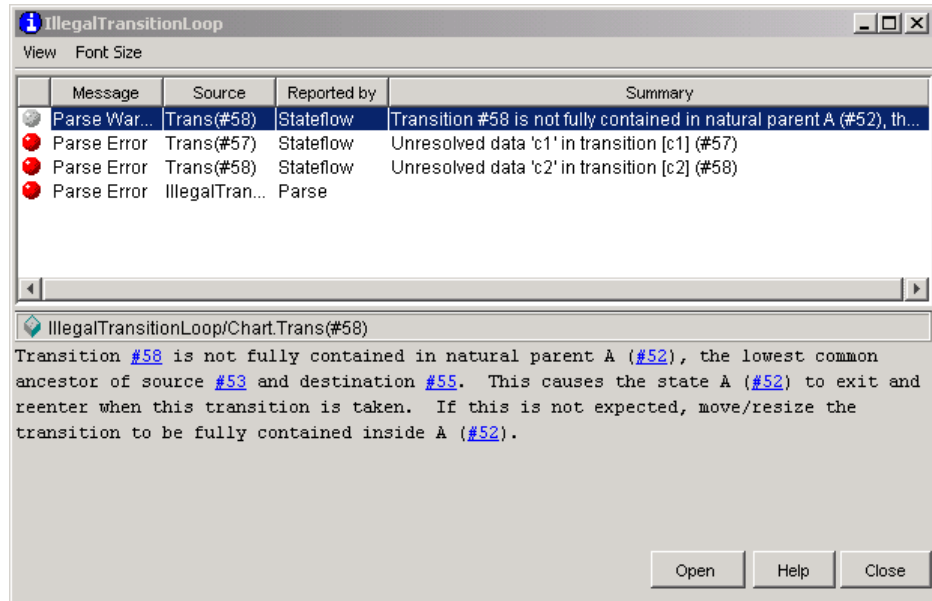 IllegalTransitionLoop
View Font Size
Message Source Reported by Summary
Parse War... Trans(#58) Stateflow Transition #58 is not fully contained in natural parent A (#52), th...
Parse Error Trans(#57) Stateflow Unresolved data 'c1' in transition [c1] (#57)
Parse Error Trans(#58) Stateflow Unresolved data 'c2' in transition [c2] (#58)
Parse Error IllegalTran... Parse
IllegalTransitionLoop/Chart.Trans(#58)
Transition #58 is not fully contained in natural parent A (#52), the lowest common
ancestor of source #53 and destination #55.  This causes the state A (#52) to exit and
reenter when this transition is taken.  If this is not expected, move/resize the
transition to be fully contained inside A (#52).
Open Help Close